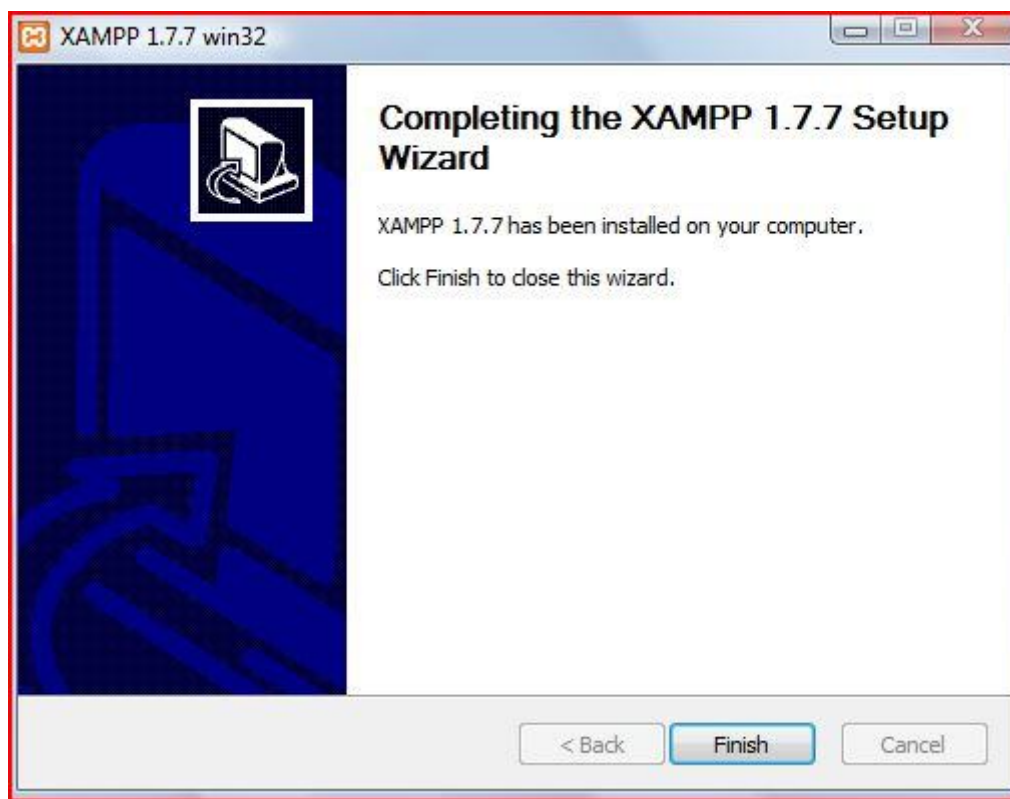 XAMPP 1.7.7 win32
Completing the XAMPP 1.7.7 Setup
Wizard
XAMPP 1.7.7 has been installed on your computer.
Click Finish to close this wizard.
< Back
Finish
Cancel